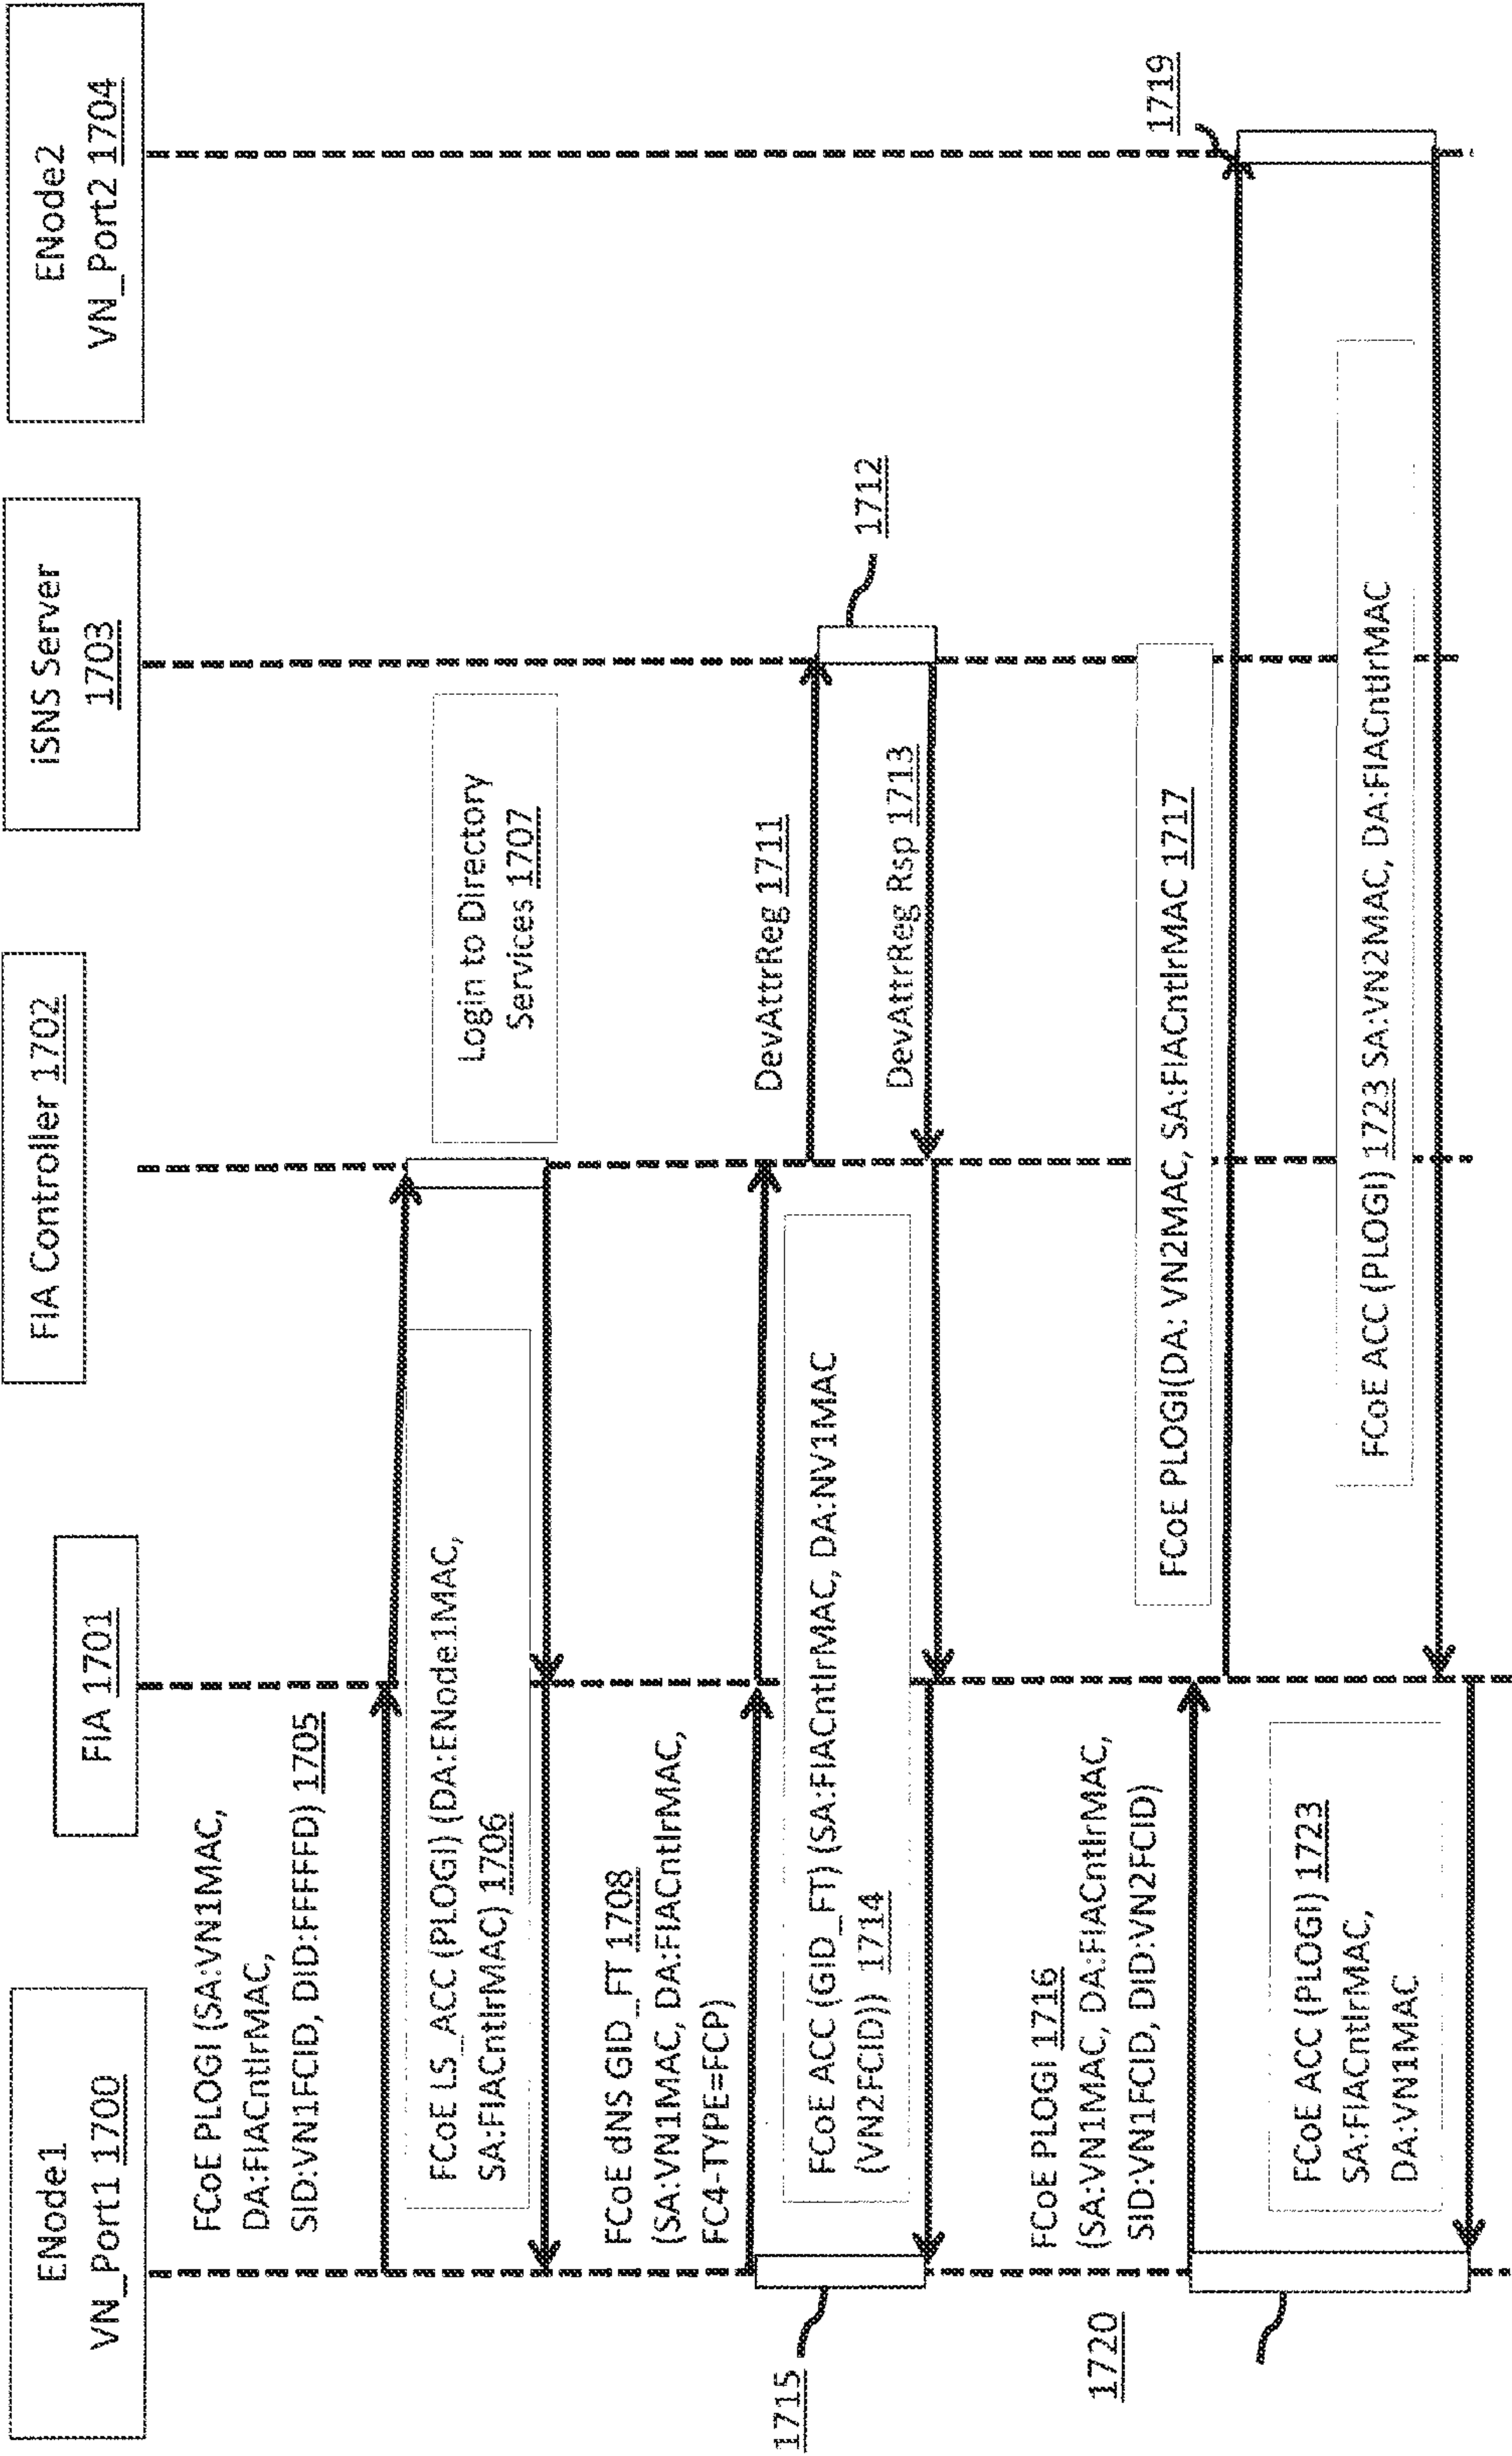 ENode1
VN_Port1 1700
FIA 1701
FIA Controller 1702
iSNS Server
1703
ENode2
VN_Port2 1704
FCoE PLOGI (SA:VN1MAC,
DA:FIACntlrMAC,
SID:VN1FCID, DID:FFFFFD) 1705
FCoE LS_ACC (PLOGI) (DA:ENode1MAC,
SA:FIACntlrMAC) 1706
Login to Directory
Services 1707
FCoE dNS GID_FT 1708
(SA:VN1MAC, DA:FIACntlrMAC,
FC4-TYPE=FCP)
DevAttrReg 1711
1712
DevAttrReg Rsp 1713
FCoE ACC (GID_FT) (SA:FIACntlrMAC, DA:NV1MAC
(VN2FCID)) 1714
1715
FCoE PLOGI 1716
(SA:VN1MAC, DA:FIACntlrMAC,
SID:VN1FCID, DID:VN2FCID)
FCoE PLOGI(DA: VN2MAC, SA:FIACntlrMAC 1717
1719
1720
FCoE ACC (PLOGI) 1723 SA:VN2MAC, DA:FIACntlrMAC
FCoE ACC (PLOGI) 1723
SA:FIACntlrMAC,
DA:VN1MAC